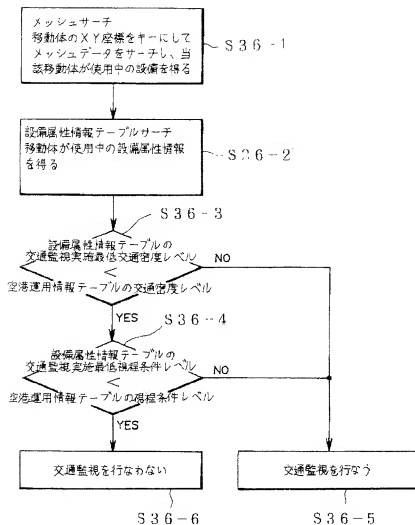 メッシュサーチ
移動体のXY座標をキーにして
メッシュデータをサーチし、当
該移動体が使用中の設備を得る
S36-1
設備属性情報テーブルサーチ
移動体が使用中の設備属性情報
を得る
S36-2
S36-3
設備属性情報テーブルの
交通監視実施最低交通密度レベル
<
空港運用情報テーブルの交通密度レベル
NO
YES
S36-4
設備属性情報テーブルの
交通監視実施最低視程条件レベル
<
空港運用情報テーブルの視程条件レベル
NO
YES
交通監視を行なわない
交通監視を行なう
S36-6
S36-5